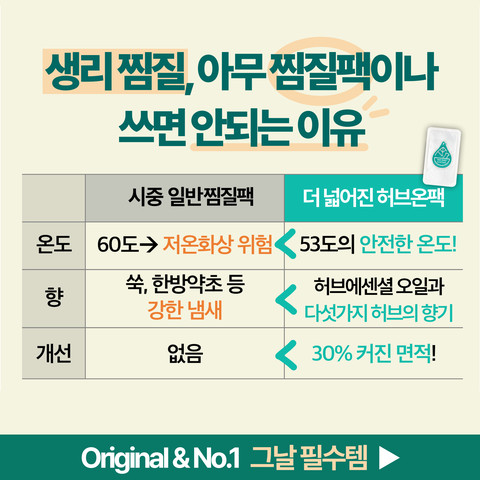 생리 찜질, 아무 찜질팩이나
쓰면 안되는 이유
시중 일반찜질팩
더 넓어진 허브온팩
온도
60도→ 저온화상 위험
53도의 안전한 온도!
향
쑥, 한방약초 등
강한 냄새
허브에센셜 오일과
다섯가지 허브의 향기
개선
없음
30% 커진 면적!
Original & No.1 그날 필수템 ▶